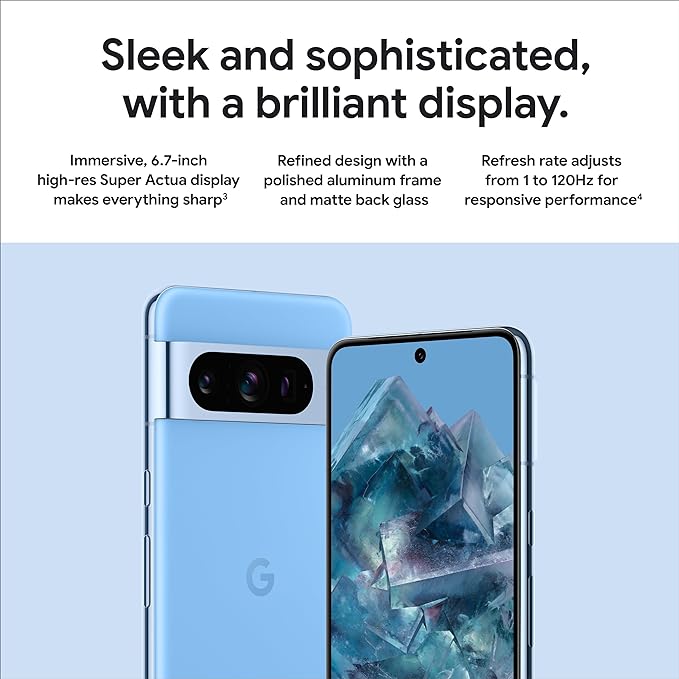 Sleek and sophisticated,
with a brilliant display.
Immersive, 6.7-inch
high-res Super Actua display
makes everything sharp³
Refined design with a
polished aluminum frame
and matte back glass
Refresh rate adjusts
from 1 to 120Hz for
responsive performance⁴
G